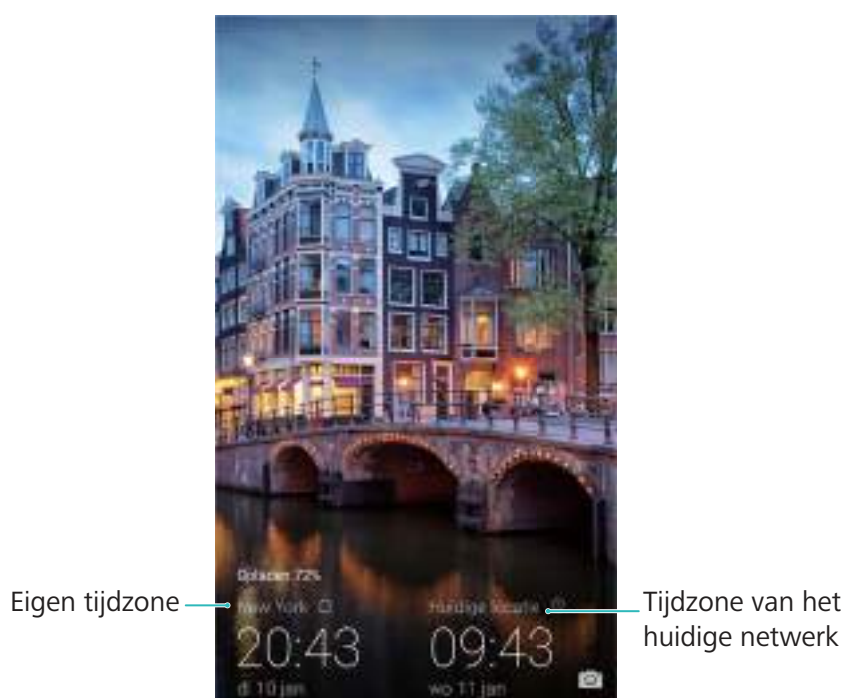 Opladen 72%
New York
Huidige locatie
20:43
09:43
di 10 jan
wo 11 jan
Eigen tijdzone
Tijdzone van het
huidige netwerk